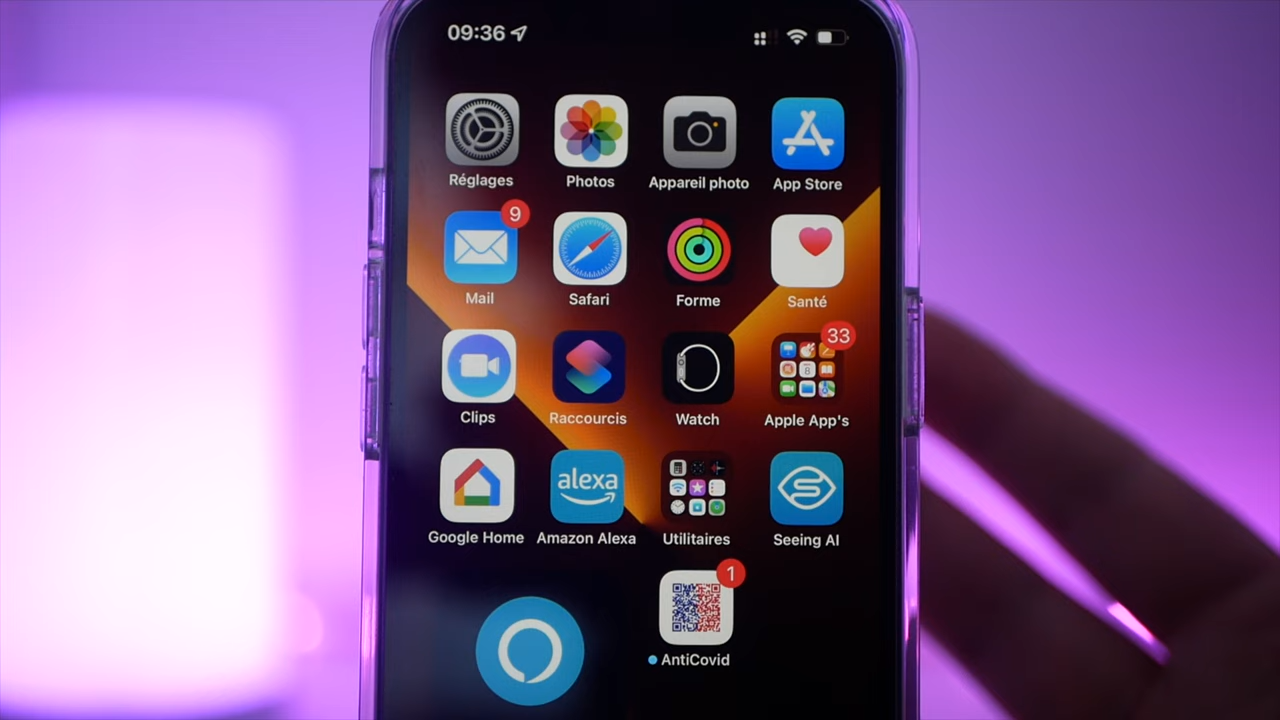 09:36
Réglages
Photos
Appareil photo
App Store
9
Mail
Safari
Forme
Santé
33
Clips
Raccourcis
Watch
Apple App's
alexa
Google Home
Amazon Alexa
Utilitaires
Seeing AI
1
AntiCovid